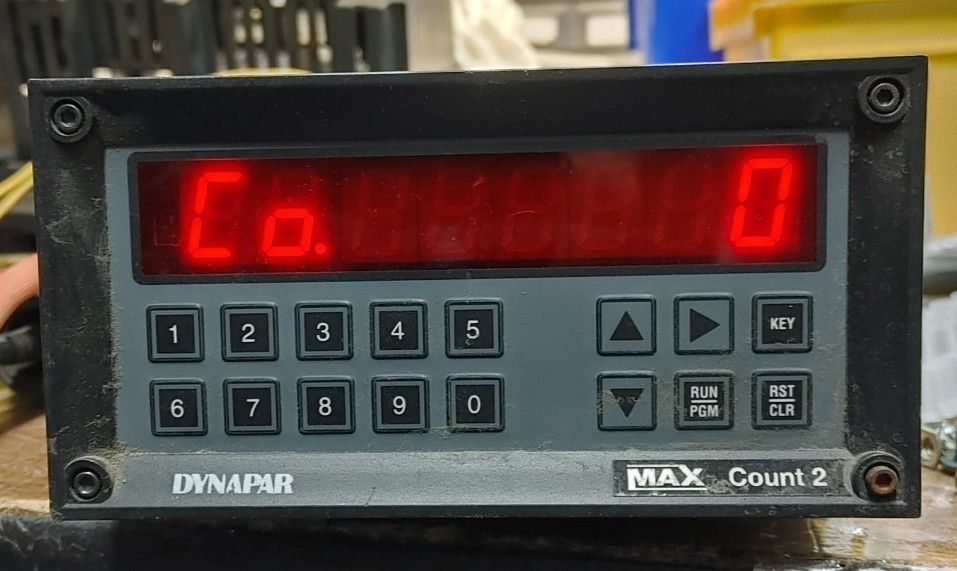 Co. 0
1 2 3 4 5 KEY
6 7 8 9 0 RUN PGM RST CLR
DYNAPAR MAX Count 2